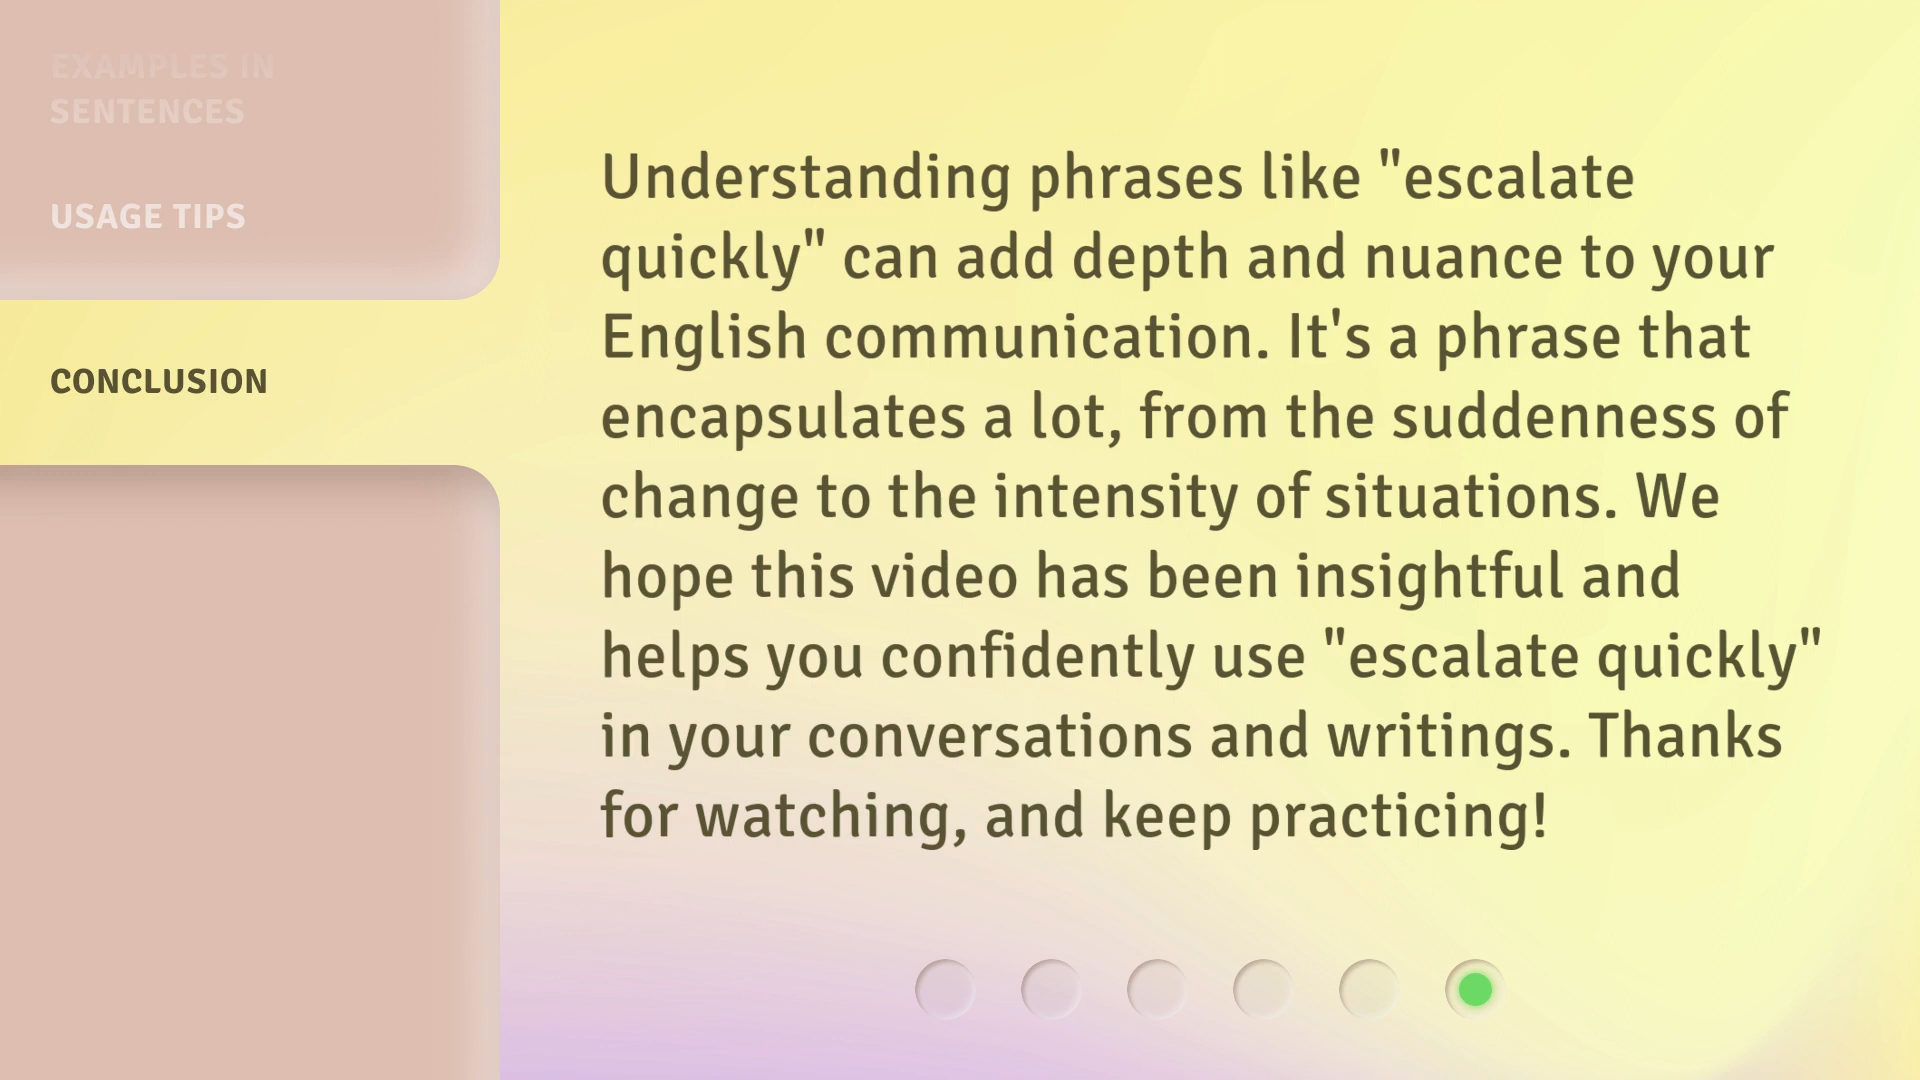 EXAMPLES IN
SENTENCES
USAGE TIPS
CONCLUSION
Understanding phrases like "escalate
quickly" can add depth and nuance to your
English communication. It's a phrase that
encapsulates a lot, from the suddenness of
change to the intensity of situations. We
hope this video has been insightful and
helps you confidently use "escalate quickly"
in your conversations and writings. Thanks
for watching, and keep practicing!